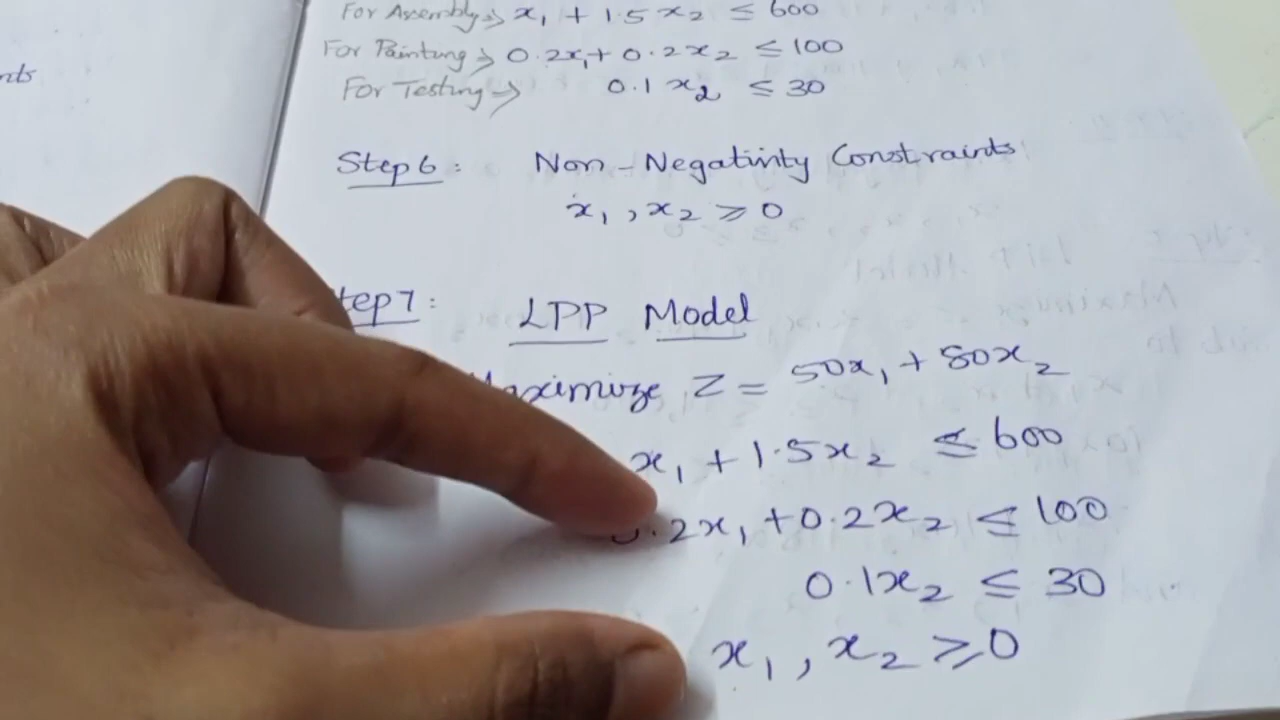 For Assembly → x₁ + 1.5x₂ ≤ 600
For Painting → 0.2x₁ + 0.2x₂ ≤ 100
For Testing → 0.1x₂ ≤ 30
Step 6: Non-Negativity Constraints
x₁, x₂ ≥ 0
tep 7: LPP Model
aximize Z = 50x₁ + 80x₂
x₁ + 1.5x₂ ≤ 600
0.2x₁ + 0.2x₂ ≤ 100
0.1x₂ ≤ 30
x₁, x₂ ≥ 0